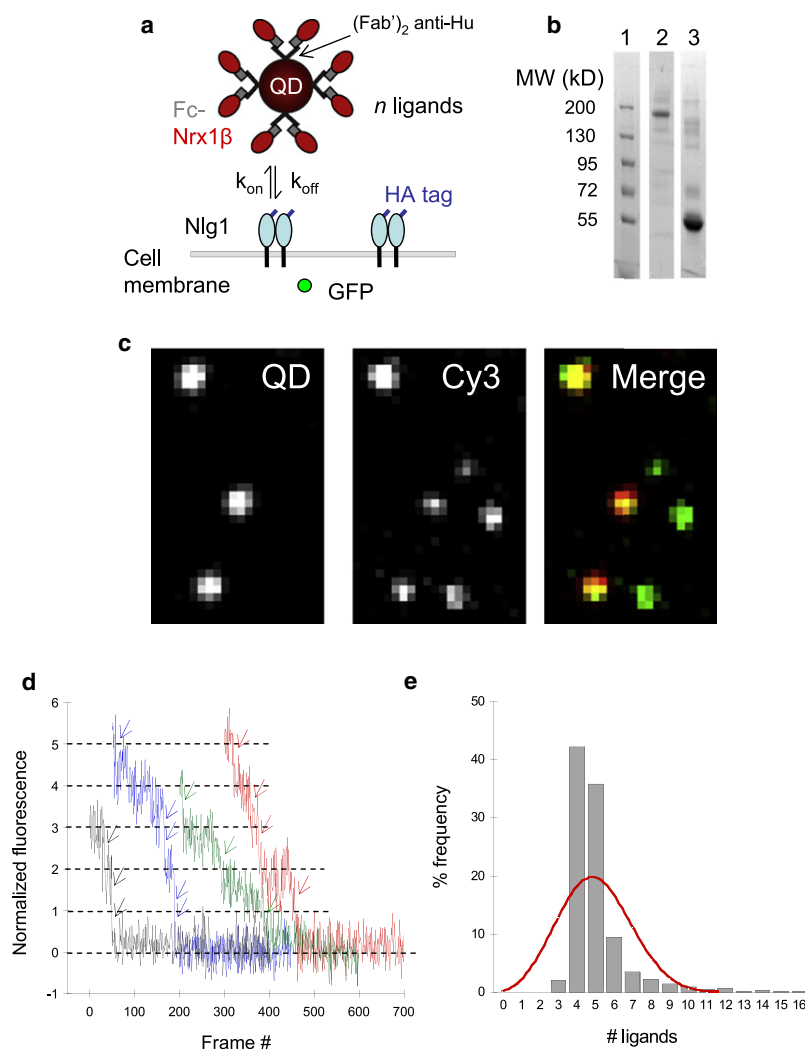 a
(Fab')₂ anti-Hu
QD
Fc-
Nrx1β
n ligands
kon
koff
HA tag
Nlg1
Cell
membrane
GFP
b
1 2 3
MW (kD)
200
130
95
72
55
c
QD
Cy3
Merge
d
6
5
4
3
2
1
0
-1
Normalized fluorescence
0 100 200 300 400 500 600 700
Frame #
e
50
40
30
20
10
0
% frequency
0 1 2 3 4 5 6 7 8 9 10 11 12 13 14 15 16
# ligands